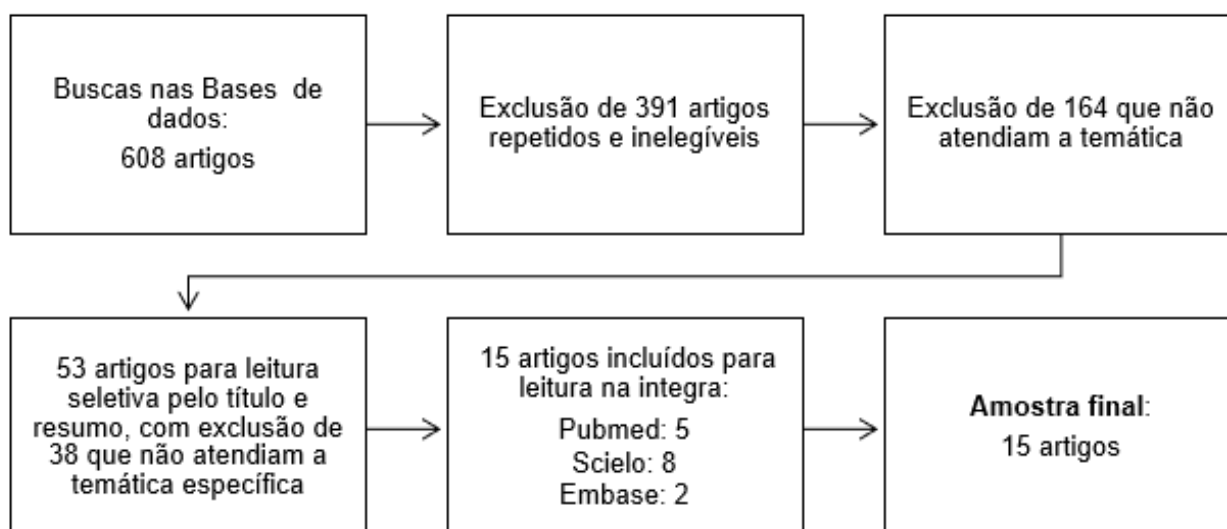 Buscas nas Bases de
dados:
608 artigos
Exclusão de 391 artigos
repetidos e inelegíveis
Exclusão de 164 que não
atendiam a temática
53 artigos para leitura
seletiva pelo título e
resumo, com exclusão de
38 que não atendiam a
temática específica
15 artigos incluídos para
leitura na integra:
Pubmed: 5
Scielo: 8
Embase: 2
Amostra final:
15 artigos